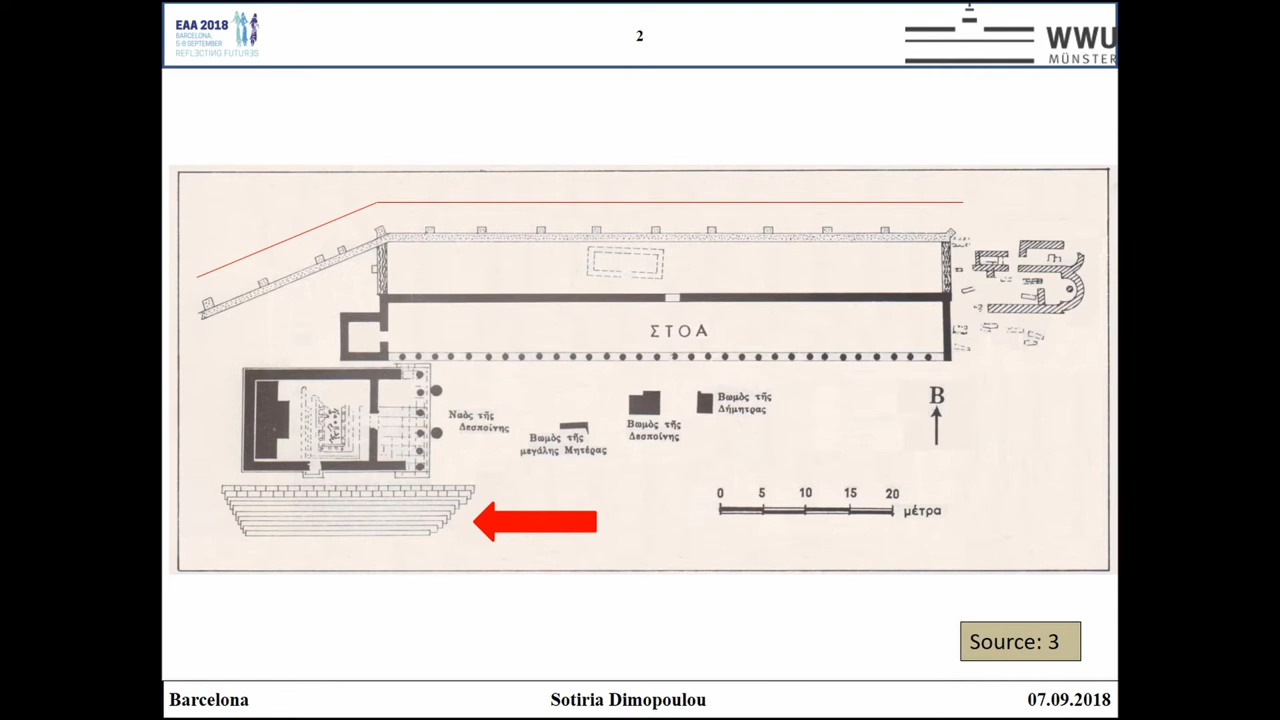 EAA 2018
BARCELONA,
5-8 SEPTEMBER
REFLECTING FUTURES
2
WWU
MÜNSTER
ΣΤΟΑ
Ναὸς τῆς
Δεσποίνης
Βωμὸς τῆς
μεγάλης Μητέρας
Βωμὸς τῆς
Δεσποίνης
Βωμὸς τῆς
Δήμητρας
Β
0 5 10 15 20
μέτρα
Source: 3
Barcelona
Sotiria Dimopoulou
07.09.2018